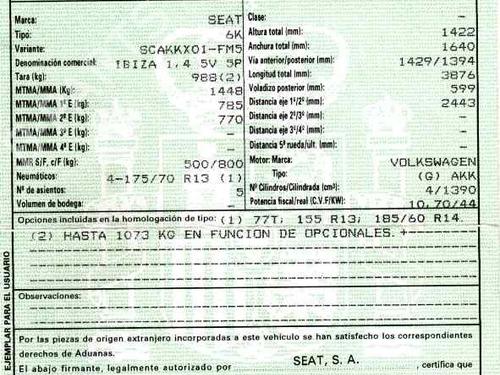 Marca: SEAT Clase: –
Tipo: 6K Altura total (mm): 1422
Variante: SCAKKX01-FM5 Anchura total (mm): 1640
Denominación comercial: IBIZA 1,4 5V 5P Vía anterior/posterior (mm): 1429/1394
Tara (kg): 988(2) Longitud total (mm): 3876
MTMA/MMA (Kg): 1448 Voladizo posterior (mm): 599
MTMA/MMA 1º E (kg): 785 Distancia eje 1º/2º (mm): 2443
MTMA/MMA 2º E (kg): 770 Distancia eje 2º/3º (mm): –
MTMA/MMA 3º E (kg): – Distancia eje 3º/4º (mm): –
MTMA/MMA 4º E (kg): – Distancia 5ª rueda/últ. (mm): –
MMR S/F, c/F (kg): 500/800 Motor: Marca: VOLKSWAGEN
Neumáticos: 4-175/70 R13 (1) Tipo: (G) AKK
Nº de asientos: 5 Nº Cilindros/Cilindrada (cm³): 4/1390
Volumen de bodega: – Potencia fiscal/real (C.V.F/KW): 10,70/44
Opciones incluidas en la homologación de tipo: (1) 77T; 155 R13; 185/60 R14.
(2) HASTA 1073 KG EN FUNCION DE OPCIONALES.+
Observaciones:
Por las piezas de origen extranjero incorporadas a este vehículo se han satisfecho los correspondientes
derechos de Aduanas.
El abajo firmante, legalmente autorizado por SEAT, S. A. , certifica que
EJEMPLAR PARA EL USUARIO